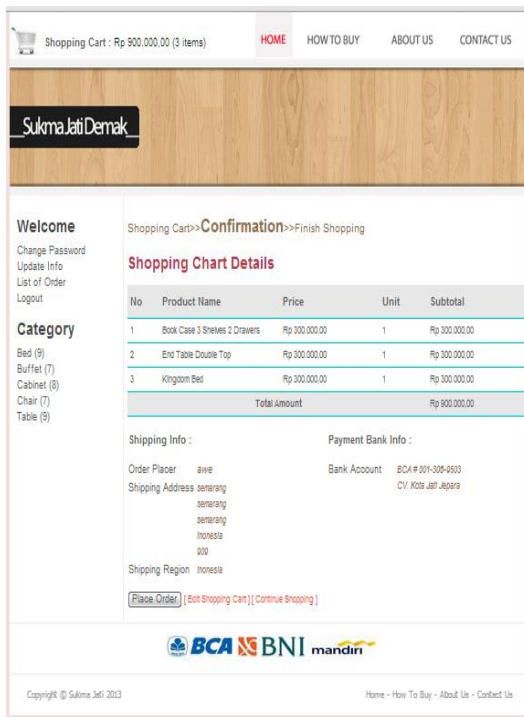 Shopping Cart : Rp 900.000,00 (3 items)
HOME HOW TO BUY ABOUT US CONTACT US
_Sukma Jati Demak_
Welcome
Change Password
Update Info
List of Order
Logout
Category
Bed (9)
Buffet (7)
Cabinet (8)
Chair (7)
Table (9)
Shopping Cart>>Confirmation>>Finish Shopping
Shopping Chart Details
No Product Name Price Unit Subtotal
1 Book Case 3 Shelves 2 Drawers Rp 300.000,00 1 Rp 300.000,00
2 End Table Double Top Rp 300.000,00 1 Rp 300.000,00
3 Kingdom Bed Rp 300.000,00 1 Rp 300.000,00
Total Amount Rp 900.000,00
Shipping Info :
Order Placer awe
Shipping Address semarang
semarang
semarang
Inonesia
Shipping Region Inonesia
Payment Bank Info :
Bank Account BCA # 001-306-9503
CV. Kota Jati Jepara
Place Order [ Edit Shopping Cart ] [ Continue Shopping ]
BCA BNI mandiri
Copyright © Sukma Jati 2013
Home - How To Buy - About Us - Contact Us